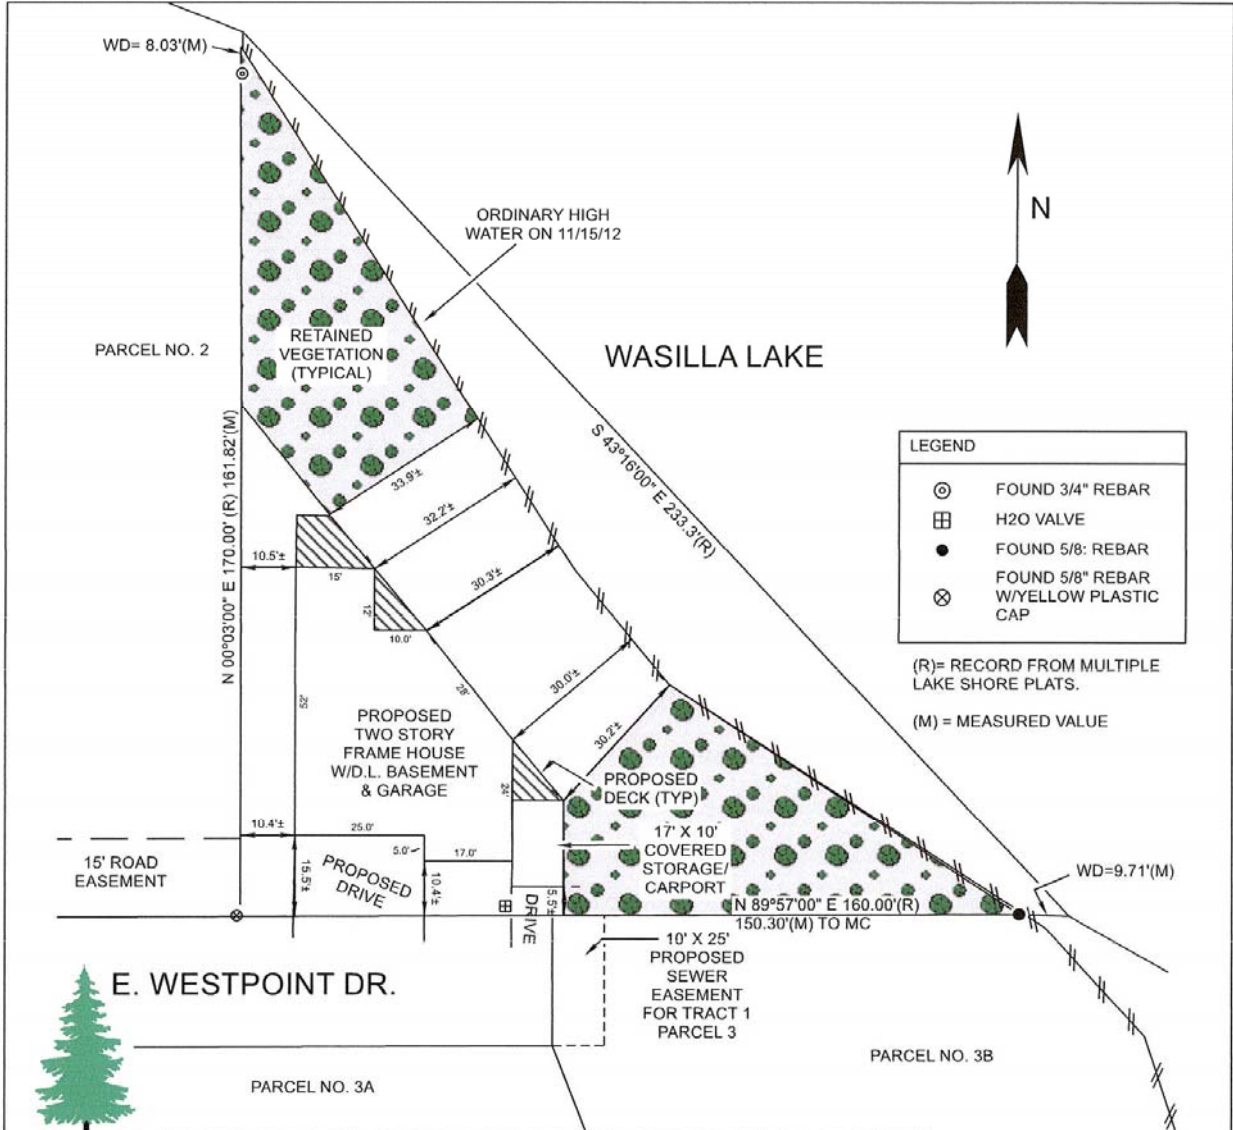 WD= 8.03'(M)
ORDINARY HIGH
WATER ON 11/15/12
N
PARCEL NO. 2
RETAINED
VEGETATION
(TYPICAL)
WASILLA LAKE
S 43°16'00" E 233.3'(R)
N 00°03'00" E 170.00' (R) 161.82'(M)
LEGEND
FOUND 3/4" REBAR
H2O VALVE
FOUND 5/8: REBAR
FOUND 5/8" REBAR
W/YELLOW PLASTIC
CAP
(R)= RECORD FROM MULTIPLE
LAKE SHORE PLATS.
(M) = MEASURED VALUE
33.9'±
32.2'±
30.3'±
30.0'±
30.2'±
10.5'±
15'
12'
10.0'
28'
52'
24'
PROPOSED
TWO STORY
FRAME HOUSE
W/D.L. BASEMENT
& GARAGE
PROPOSED
DECK (TYP)
17' X 10'
COVERED
STORAGE/
CARPORT
10.4'±
25.0'
5.0'
17.0'
15.5'±
10.4'±
5.5'±
PROPOSED
DRIVE
DRIVE
15' ROAD
EASEMENT
WD=9.71'(M)
N 89°57'00" E 160.00'(R)
150.30'(M) TO MC
10' X 25'
PROPOSED
SEWER
EASEMENT
FOR TRACT 1
PARCEL 3
E. WESTPOINT DR.
PARCEL NO. 3A
PARCEL NO. 3B